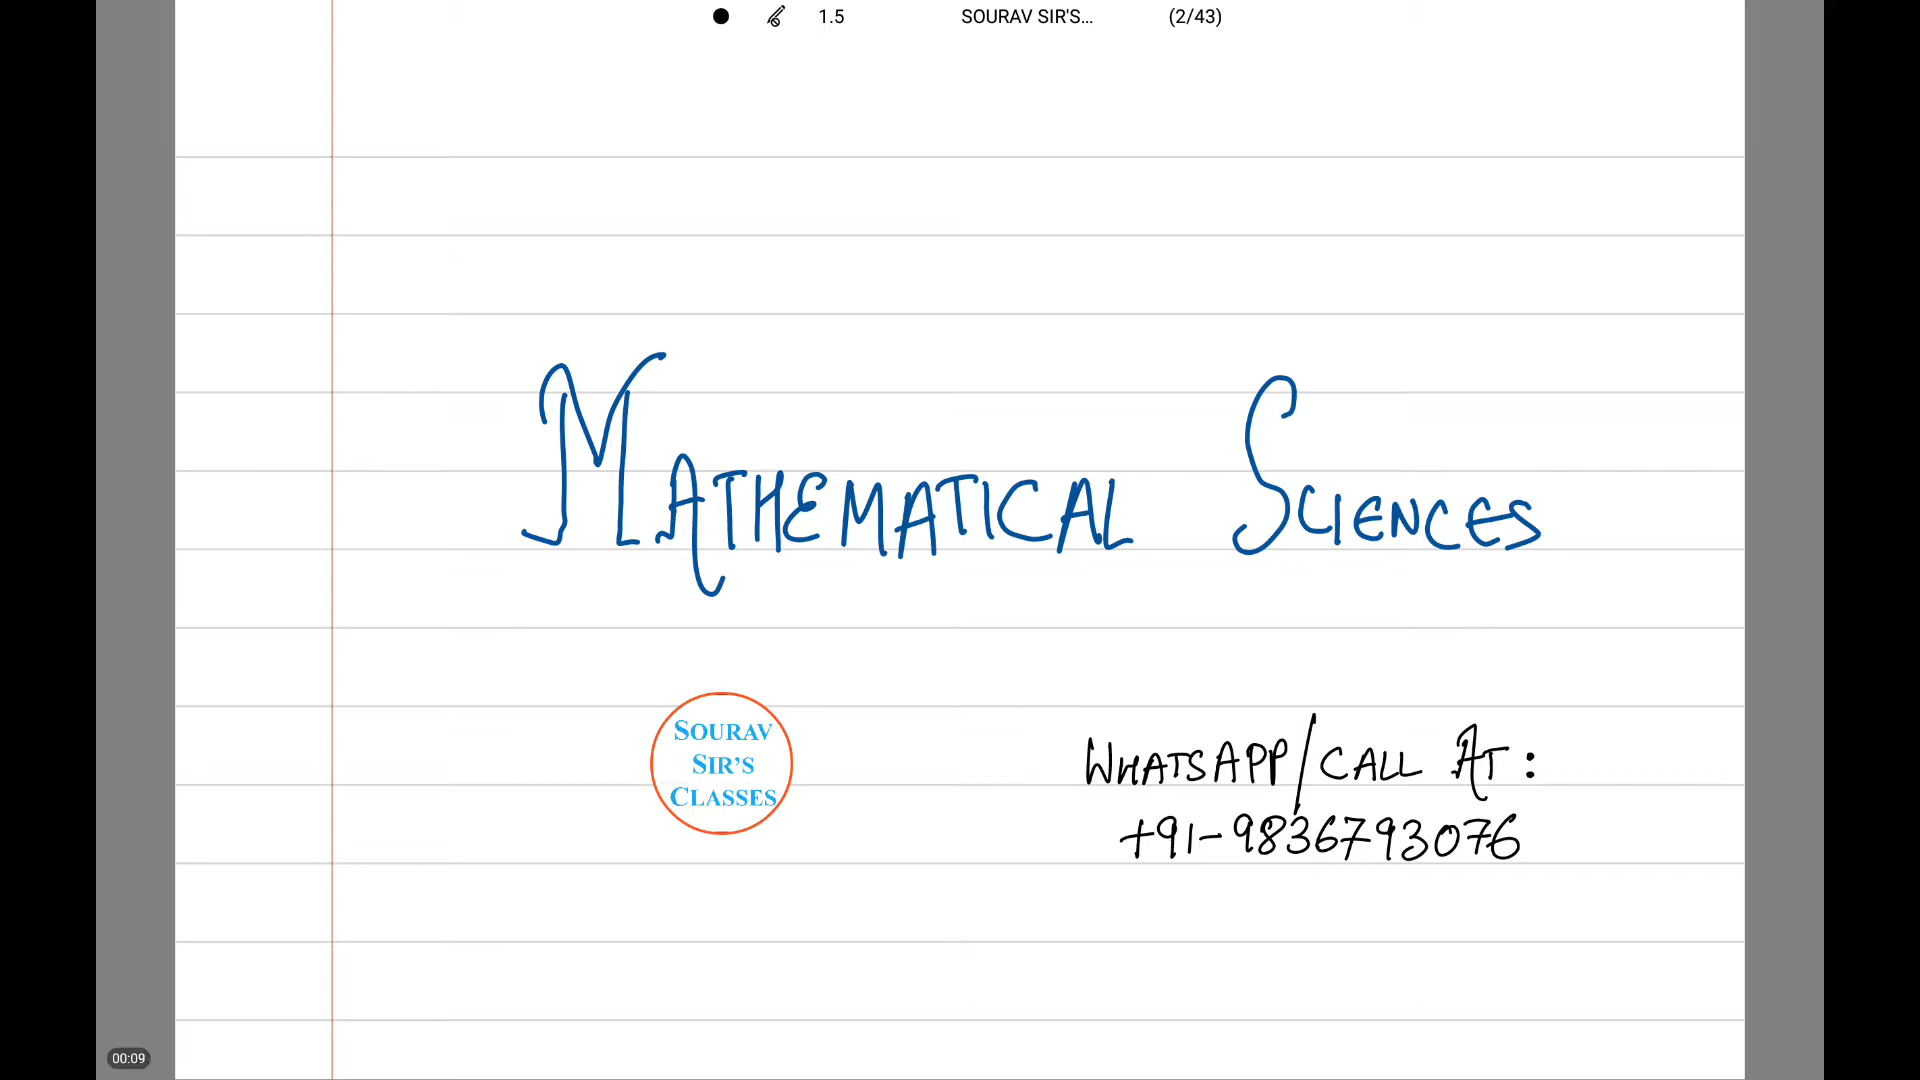 1.5 SOURAV SIR'S... (2/43)
MATHEMATICAL SCIENCES
SOURAV
SIR'S
CLASSES
WHATSAPP/CALL AT:
+91-9836793076
00:09